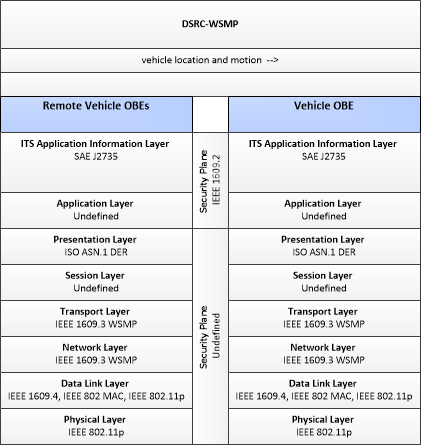 DSRC-WSMP
vehicle location and motion -->
Remote Vehicle OBEs
Vehicle OBE
ITS Application Information Layer
SAE J2735
Application Layer
Undefined
Presentation Layer
ISO ASN.1 DER
Session Layer
Undefined
Transport Layer
IEEE 1609.3 WSMP
Network Layer
IEEE 1609.3 WSMP
Data Link Layer
IEEE 1609.4, IEEE 802 MAC, IEEE 802.11p
Physical Layer
IEEE 802.11p
Security Plane
IEEE 1609.2
Security Plane
Undefined
ITS Application Information Layer
SAE J2735
Application Layer
Undefined
Presentation Layer
ISO ASN.1 DER
Session Layer
Undefined
Transport Layer
IEEE 1609.3 WSMP
Network Layer
IEEE 1609.3 WSMP
Data Link Layer
IEEE 1609.4, IEEE 802 MAC, IEEE 802.11p
Physical Layer
IEEE 802.11p